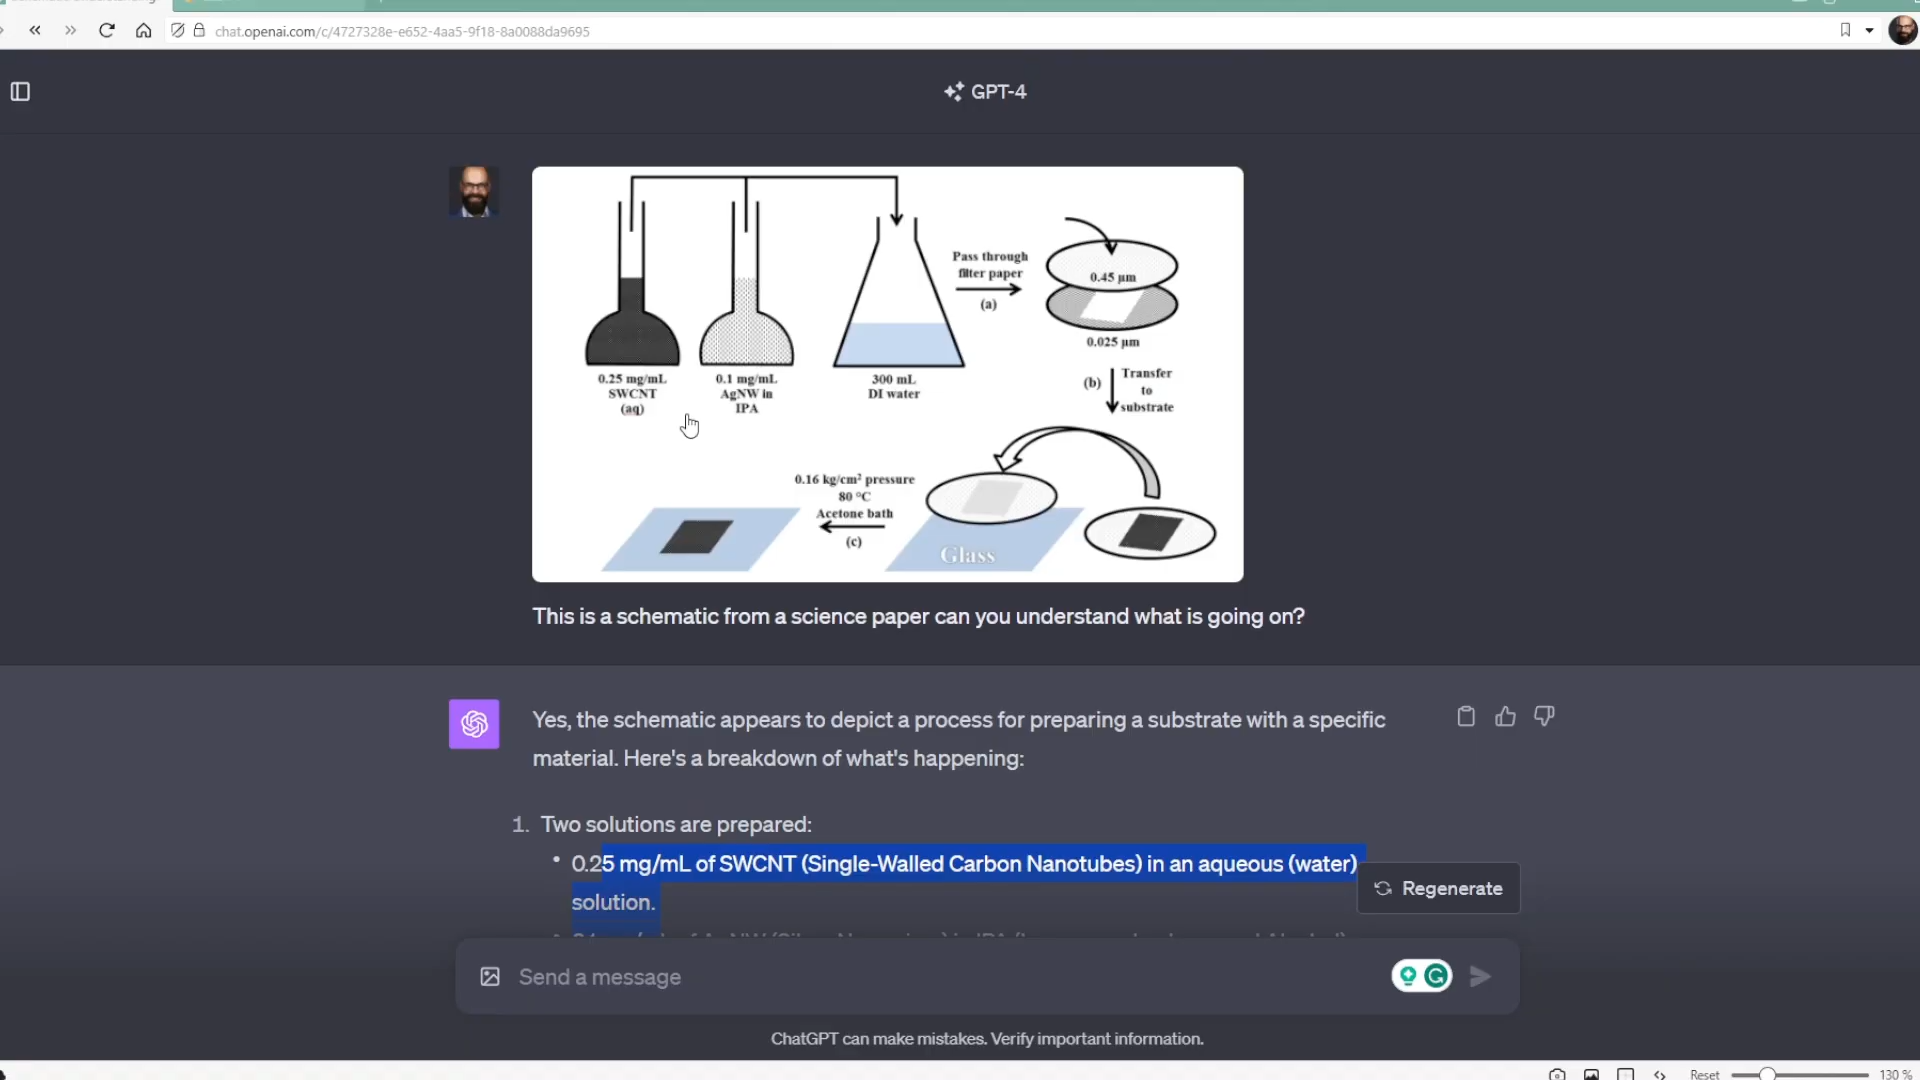 chat.openai.com/c/4727328e-e652-4aa5-9f18-8a0088da9695
GPT-4
0.25 mg/mL
SWCNT
(aq)
0.1 mg/mL
AgNW in
IPA
300 mL
DI water
Pass through
filter paper
(a)
0.45 µm
0.025 µm
(b)
Transfer
to
substrate
0.16 kg/cm² pressure
80 °C
Acetone bath
(c)
Glass
This is a schematic from a science paper can you understand what is going on?
Yes, the schematic appears to depict a process for preparing a substrate with a specific
material. Here's a breakdown of what's happening:
1. Two solutions are prepared:
• 0.25 mg/mL of SWCNT (Single-Walled Carbon Nanotubes) in an aqueous (water)
solution.
Regenerate
Send a message
ChatGPT can make mistakes. Verify important information.
Reset
130 %